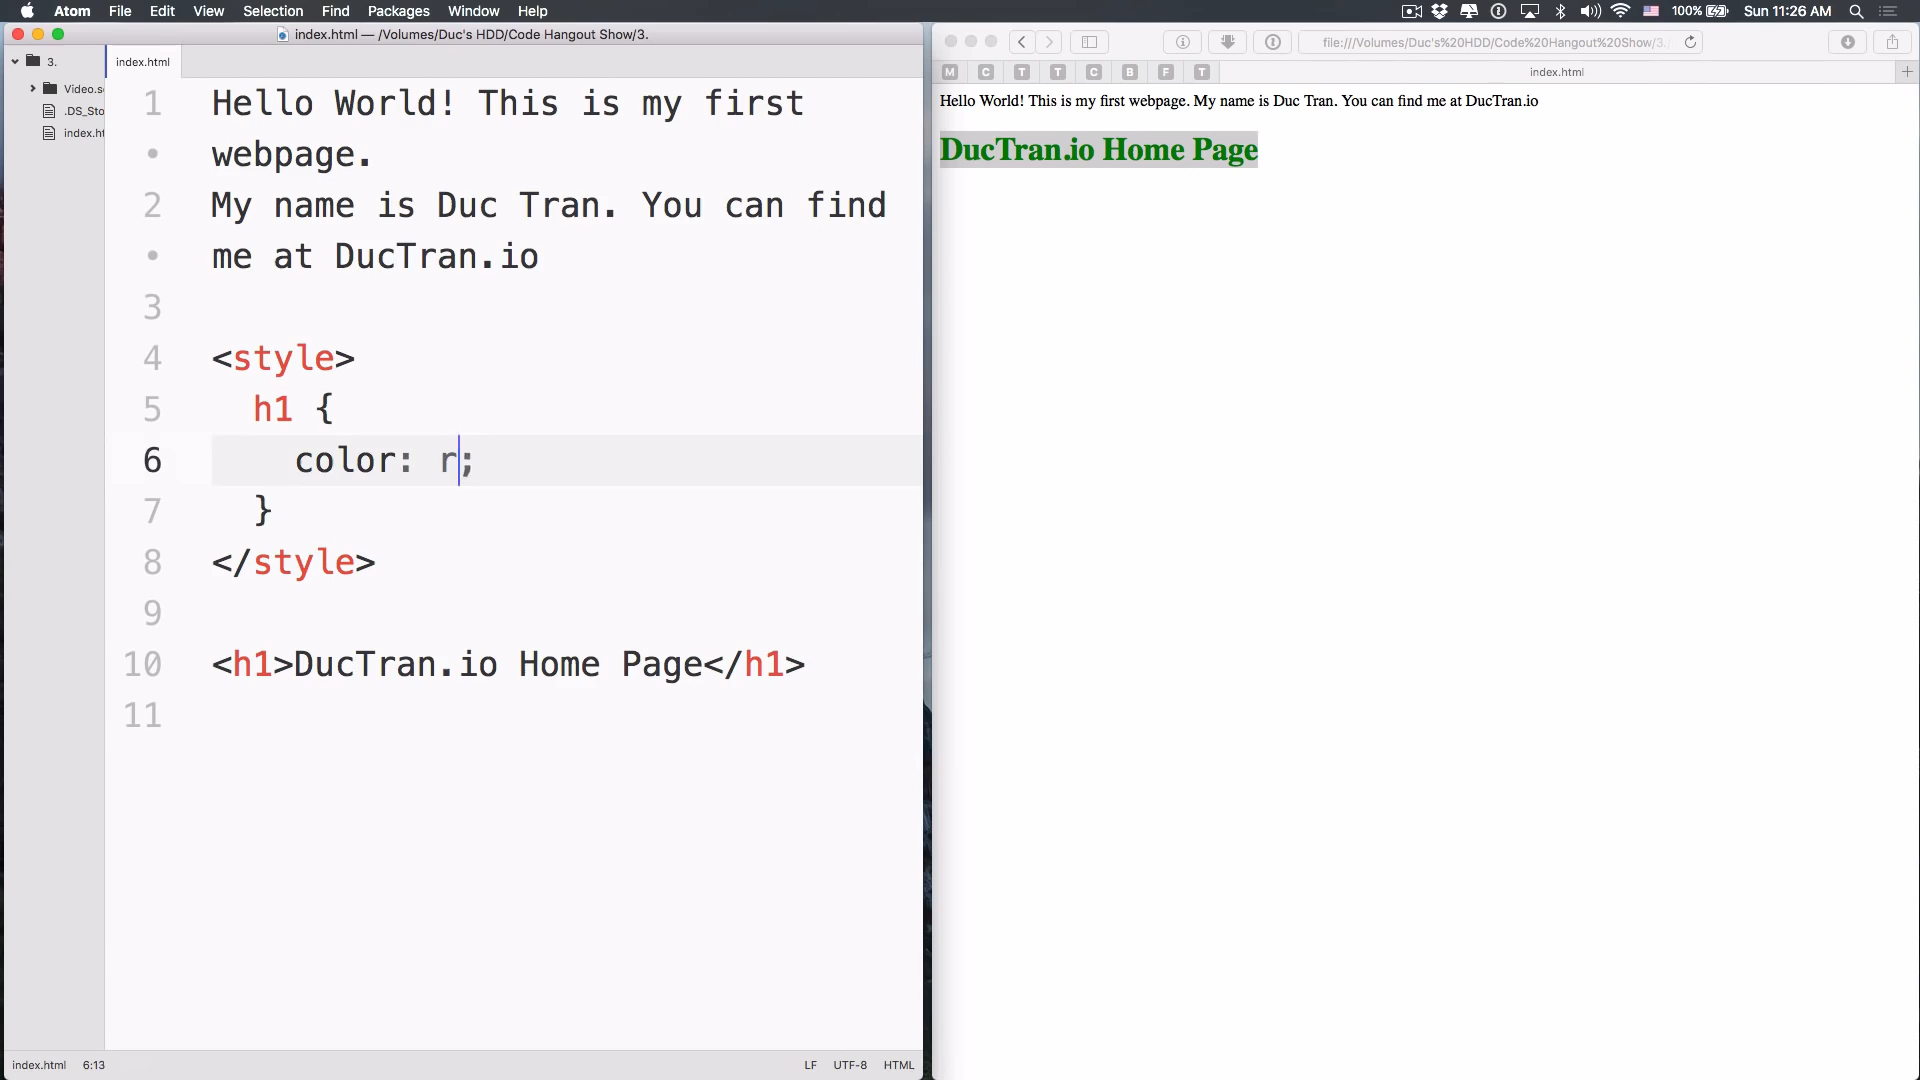 Atom File Edit View Selection Find Packages Window Help 100% Sun 11:26 AM
index.html — /Volumes/Duc's HDD/Code Hangout Show/3.
file:///Volumes/Duc's%20HDD/Code%20Hangout%20Show/3.
3.
Video.s
.DS_Sto
index.ht
index.html
M C T T C B F T index.html
1 Hello World! This is my first
• webpage.
2 My name is Duc Tran. You can find
• me at DucTran.io
3
4 <style>
5 h1 {
6 color: r;
7 }
8 </style>
9
10 <h1>DucTran.io Home Page</h1>
11
Hello World! This is my first webpage. My name is Duc Tran. You can find me at DucTran.io
DucTran.io Home Page
index.html 6:13 LF UTF-8 HTML